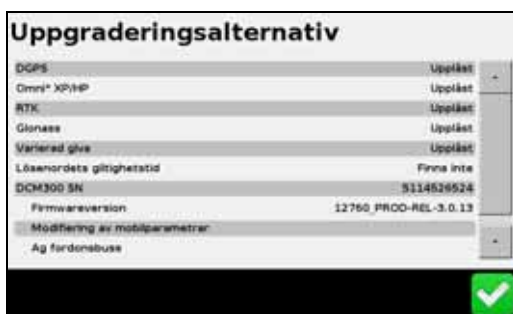 Uppgraderingsalternativ
DGPS Upplåst
Omni* XP/HP Upplåst
RTK Upplåst
Glonass Upplåst
Varierad giva Upplåst
Lösenordets giltighetstid Finns inte
DCM300 SN 5114526524
Firmwareversion 12760_PROD-REL-3.0.13
Modifiering av mobilparametrar
Ag fordonsbuss